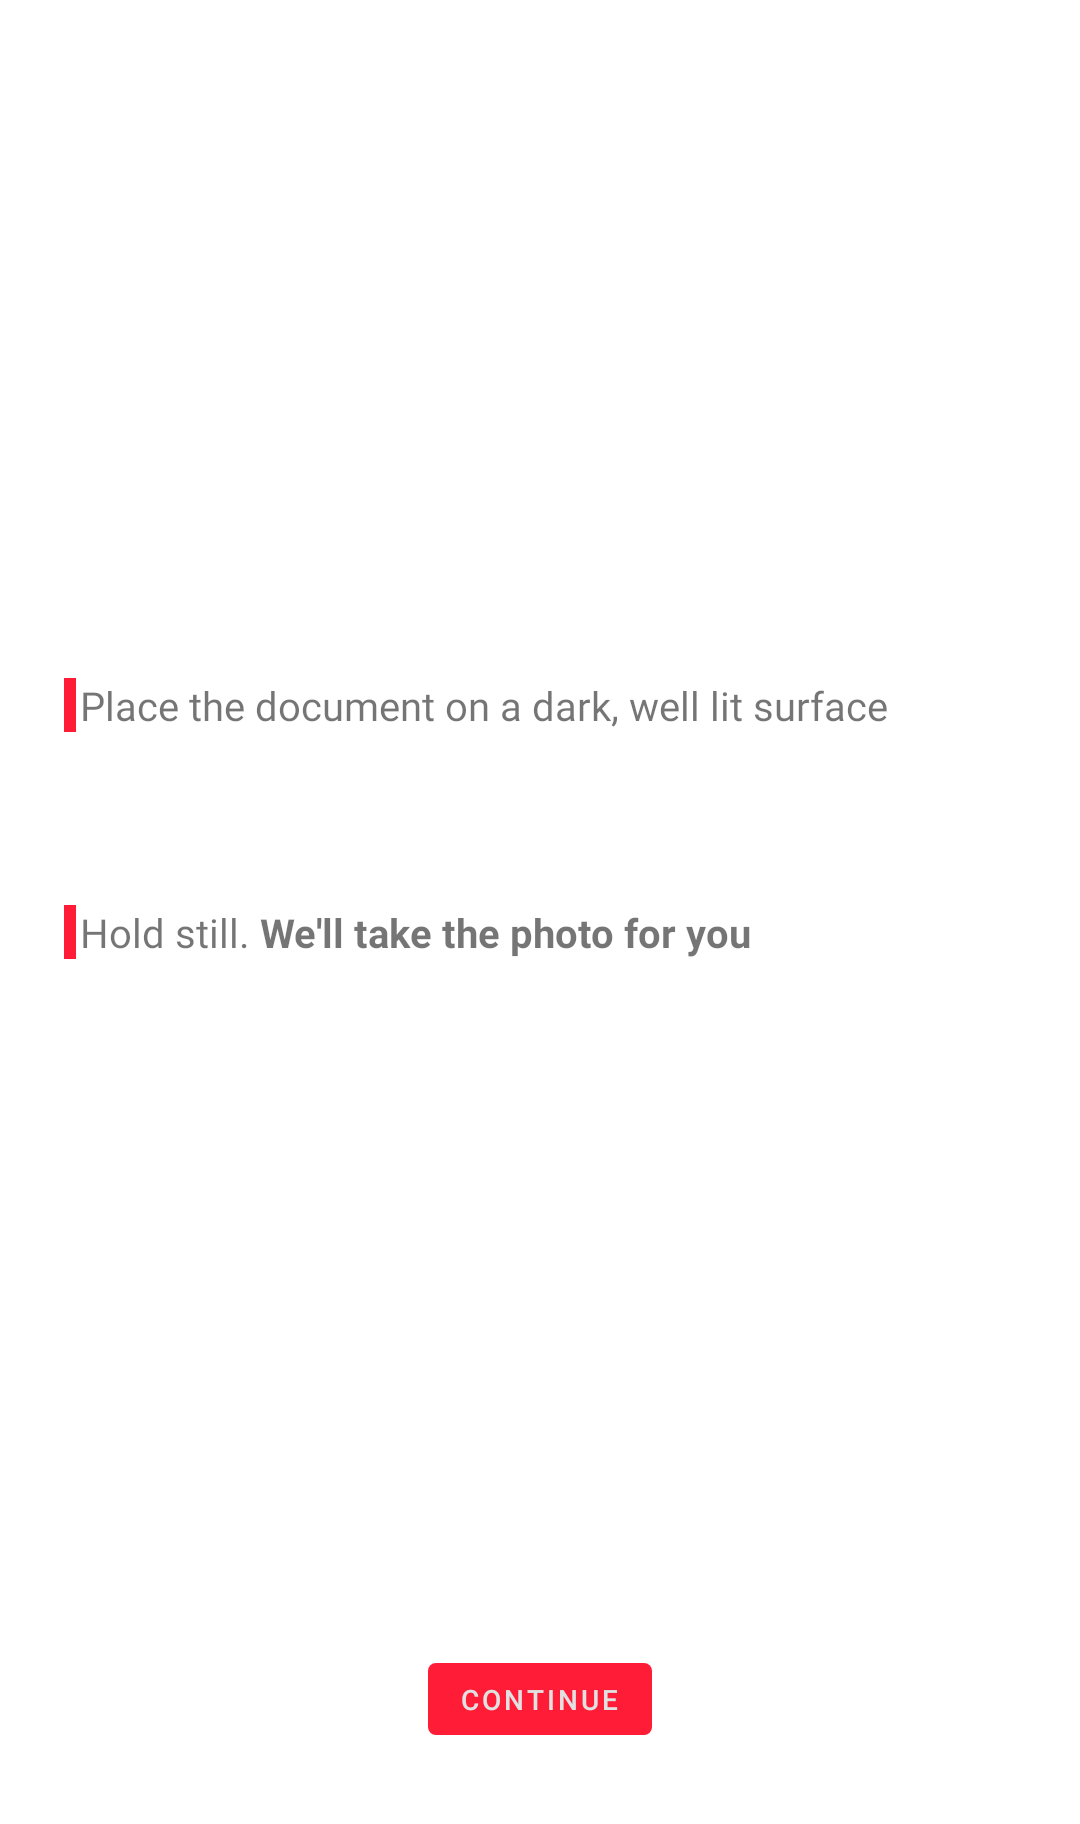 Place the document on a dark, well lit surface
Hold still. We'll take the photo for you
CONTINUE